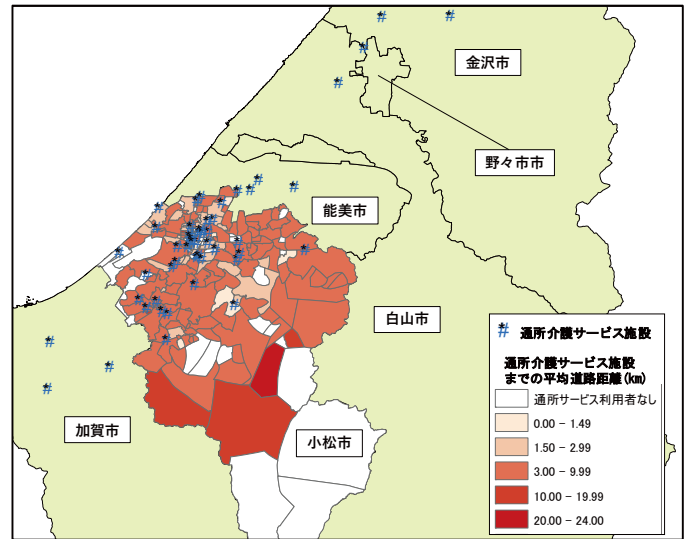 金沢市
野々市市
能美市
白山市
加賀市
小松市
通所介護サービス施設
通所介護サービス施設
までの平均道路距離(km)
通所サービス利用者なし
0.00 - 1.49
1.50 - 2.99
3.00 - 9.99
10.00 - 19.99
20.00 - 24.00